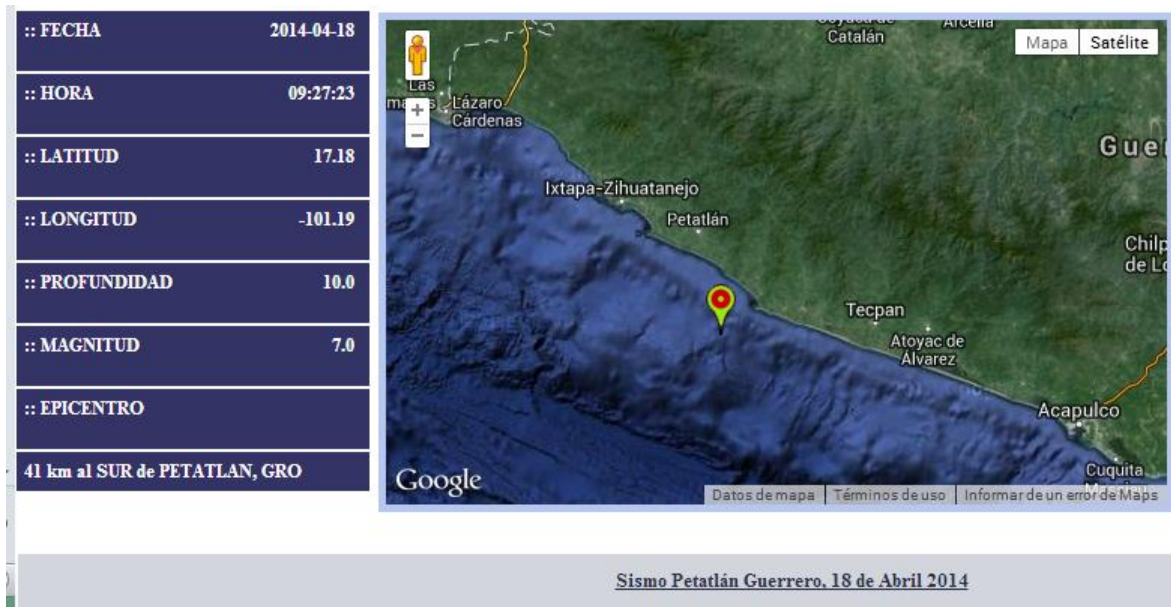 :: FECHA 2014-04-18
:: HORA 09:27:23
:: LATITUD 17.18
:: LONGITUD -101.19
:: PROFUNDIDAD 10.0
:: MAGNITUD 7.0
:: EPICENTRO
41 km al SUR de PETATLAN, GRO
Catalán
Arcelia
Mapa Satélite
Las
Lázaro
Cárdenas
+
−
Ixtapa-Zihuatanejo
Petatlán
Tecpan
Atoyac de
Álvarez
Acapulco
Cuquita
Google
Datos de mapa Términos de uso Informar de un error de Maps
Sismo Petatlán Guerrero, 18 de Abril 2014